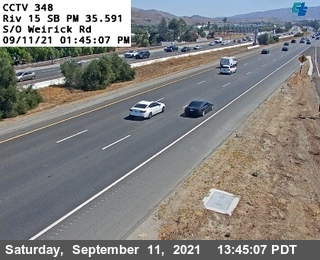 CCTV 348
Riv 15 SB PM 35.591
S/O Weirick Rd
09/11/21 01:45:07 PM
Saturday, September 11, 2021 13:45:07 PDT